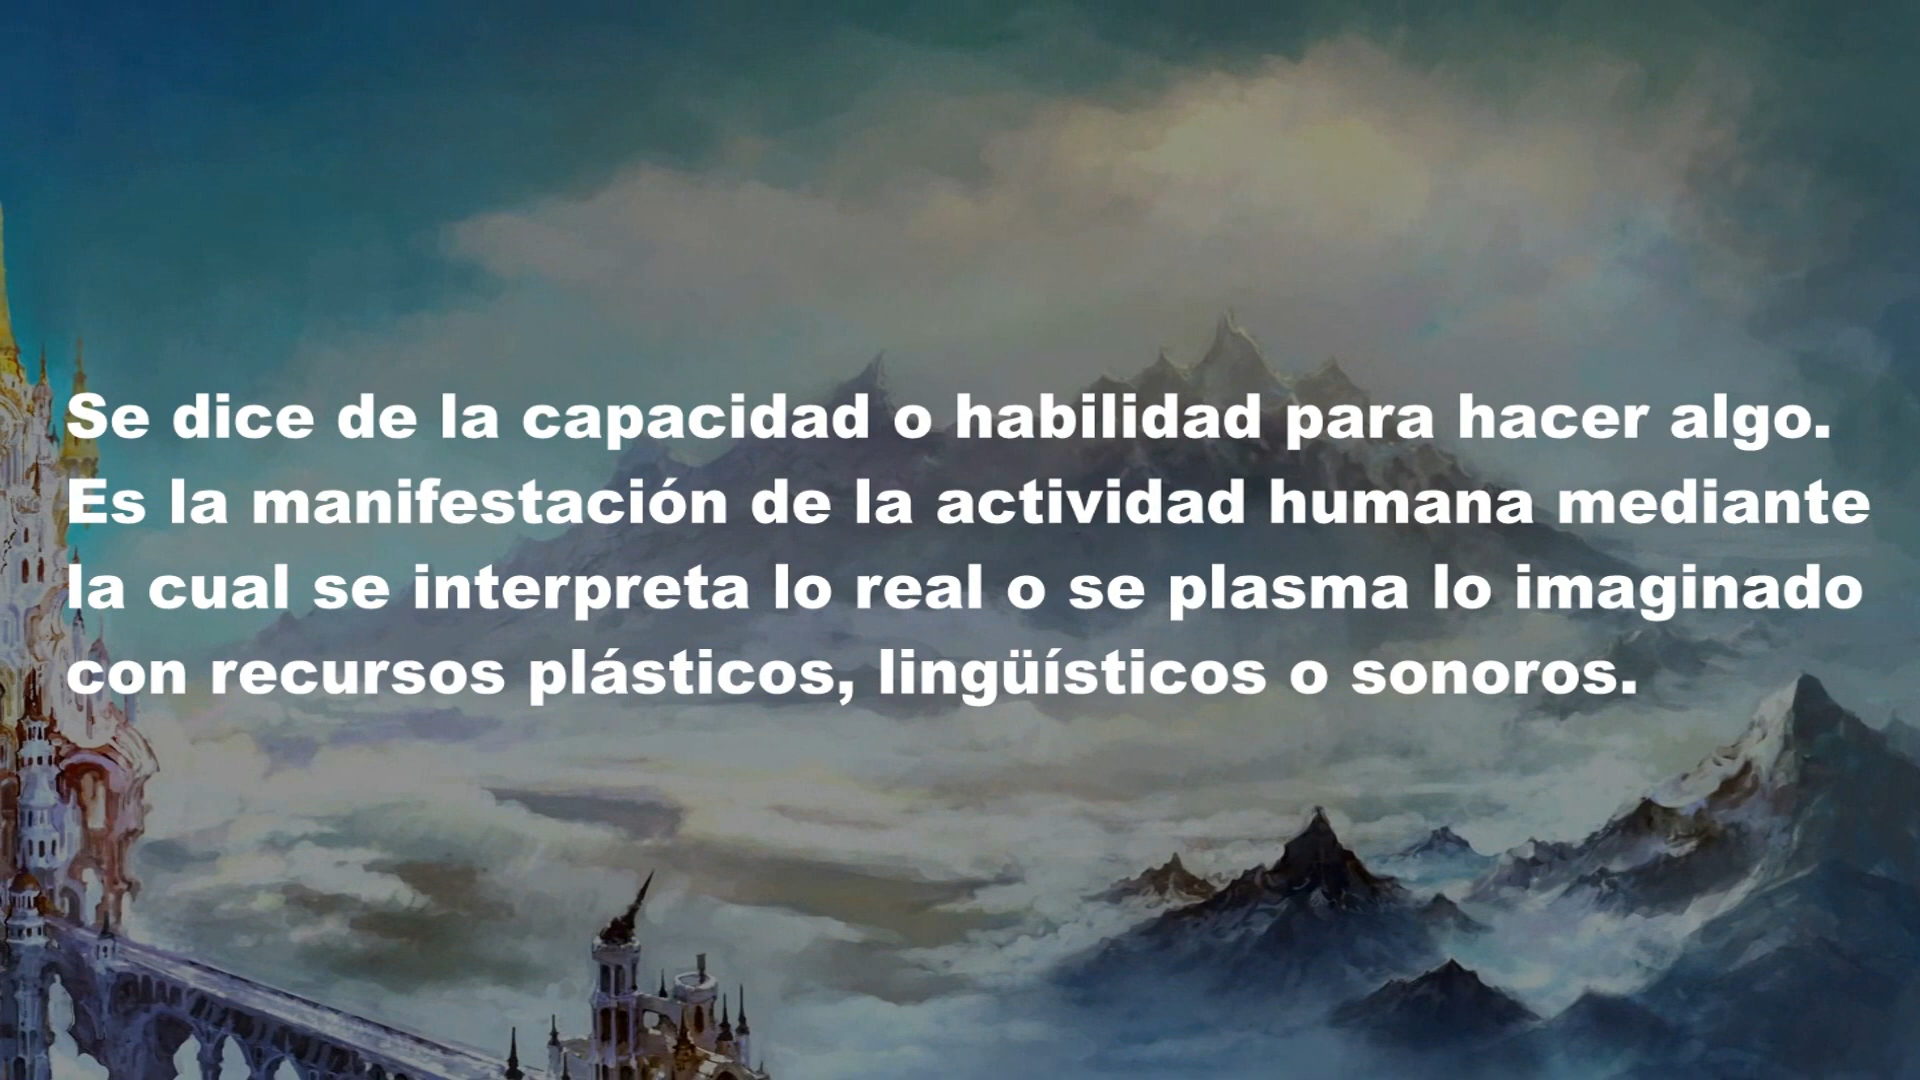 Se dice de la capacidad o habilidad para hacer algo.
Es la manifestación de la actividad humana mediante
la cual se interpreta lo real o se plasma lo imaginado
con recursos plásticos, lingüísticos o sonoros.